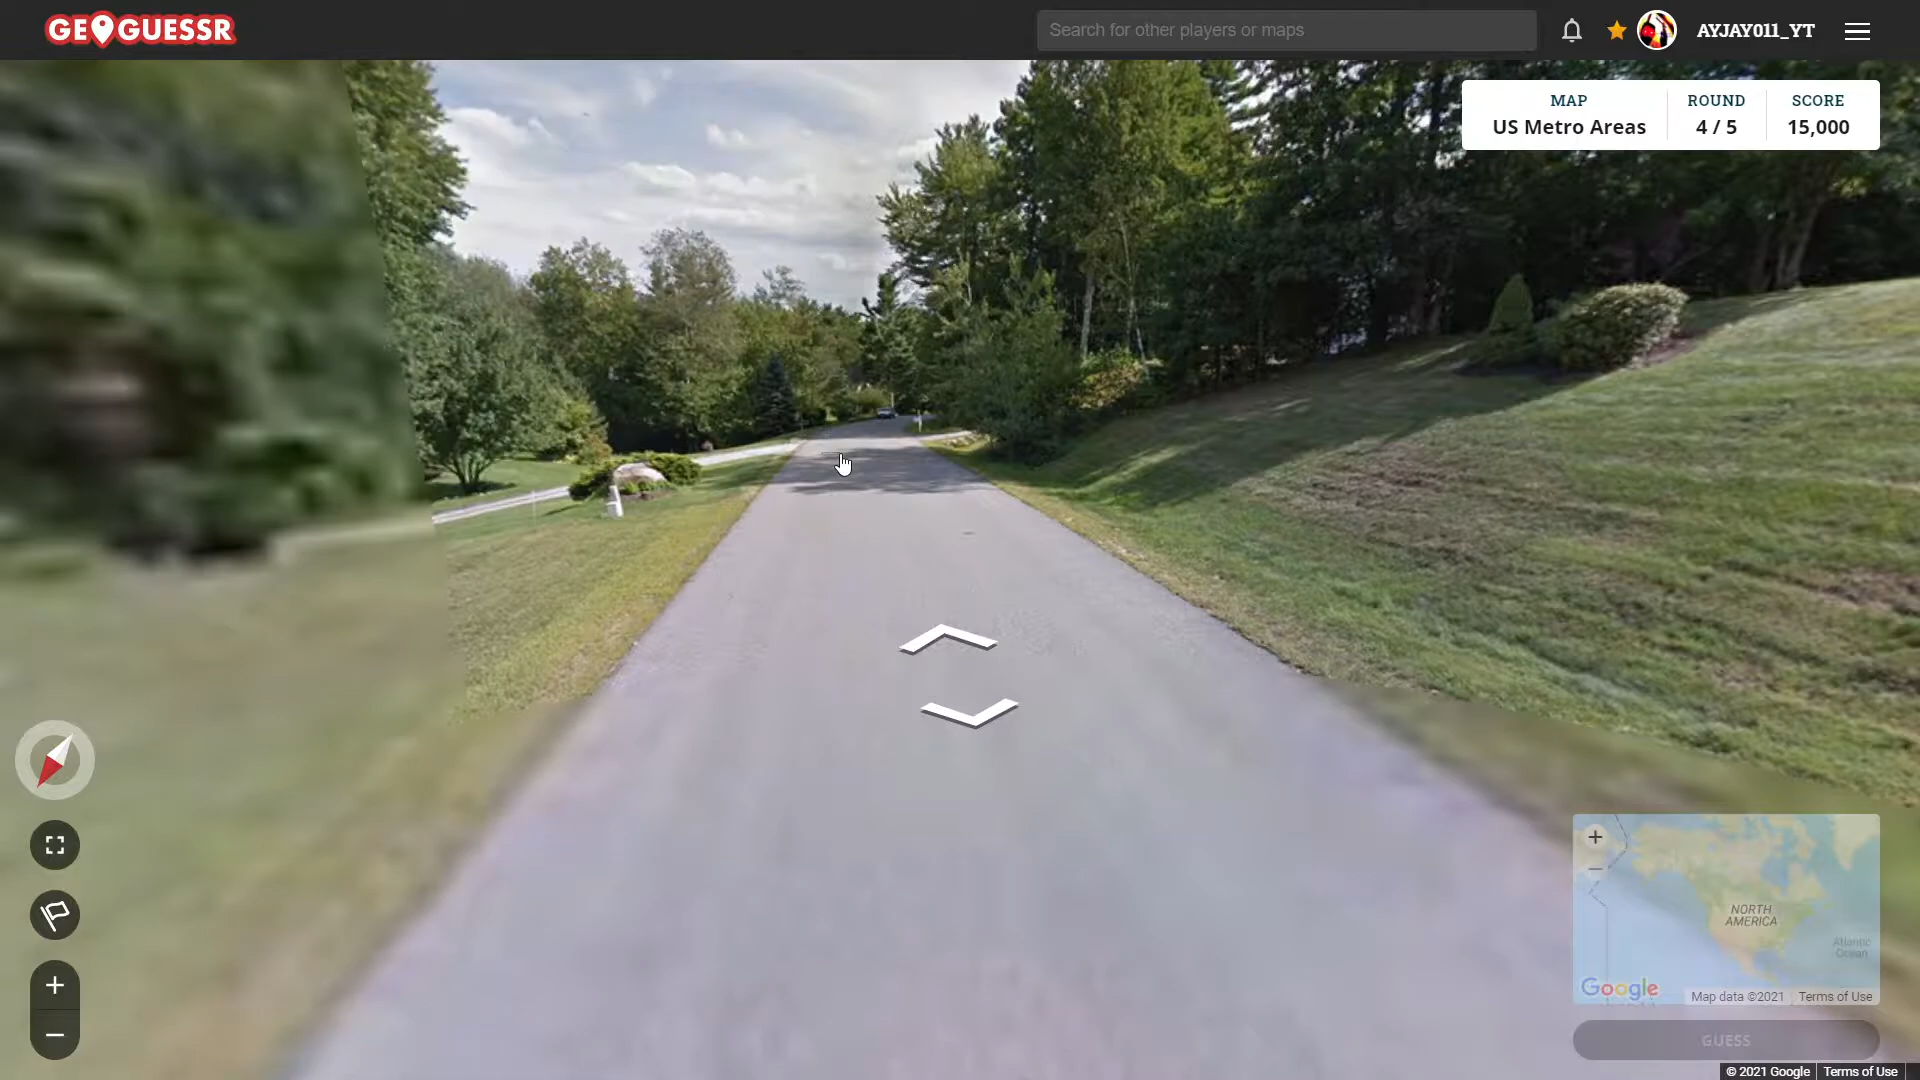 GEOGUESSR
Search for other players or maps
AYJAY011_YT
MAP
US Metro Areas
ROUND
4 / 5
SCORE
15,000
NORTH
AMERICA
Atlantic
Ocean
Google
Map data ©2021
Terms of Use
GUESS
© 2021 Google
Terms of Use